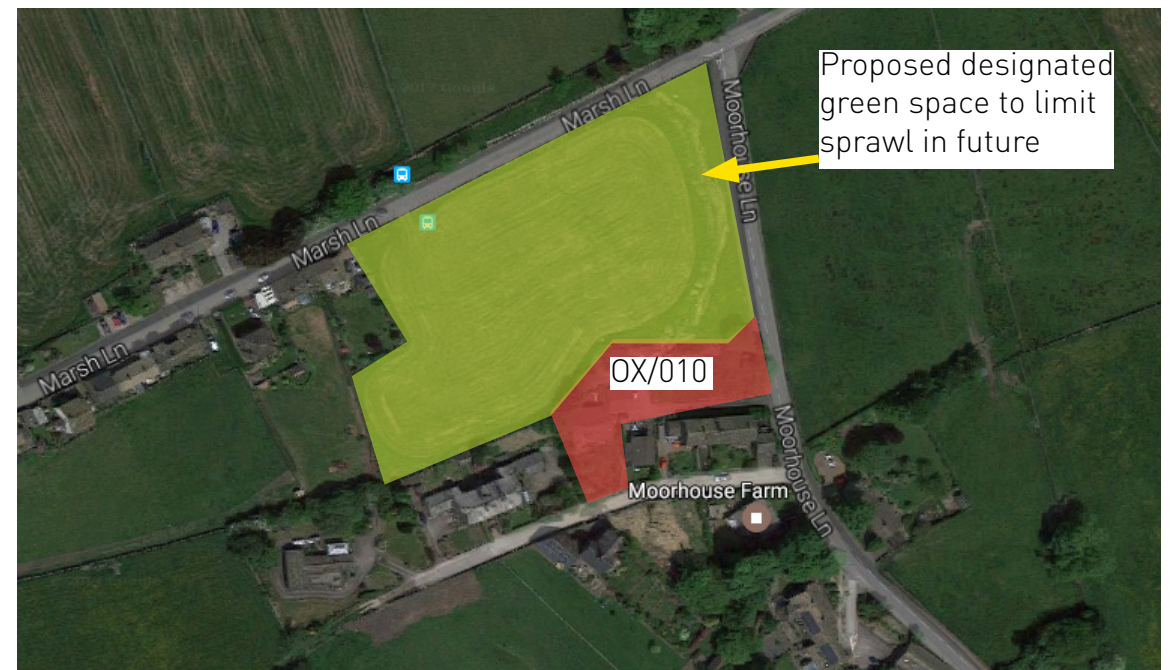 Proposed designated
green space to limit
sprawl in future
Marsh Ln
Moorhouse Ln
Marsh Ln
Marsh Ln
OX/010
Moorhouse Ln
Moorhouse Farm